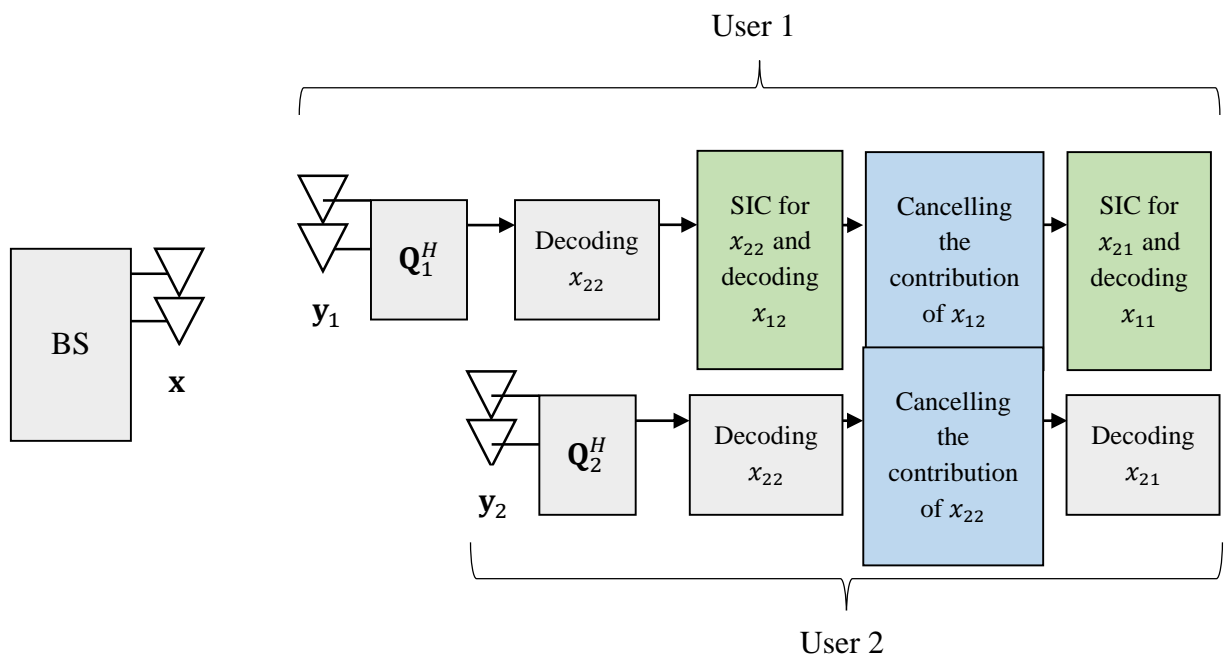 User 1
BS
x
y₁
Q₁ᴴ
Decoding
x₂₂
SIC for
x₂₂ and
decoding
x₁₂
Cancelling
the
contribution
of x₁₂
SIC for
x₂₁ and
decoding
x₁₁
y₂
Q₂ᴴ
Decoding
x₂₂
Cancelling
the
contribution
of x₂₂
Decoding
x₂₁
User 2